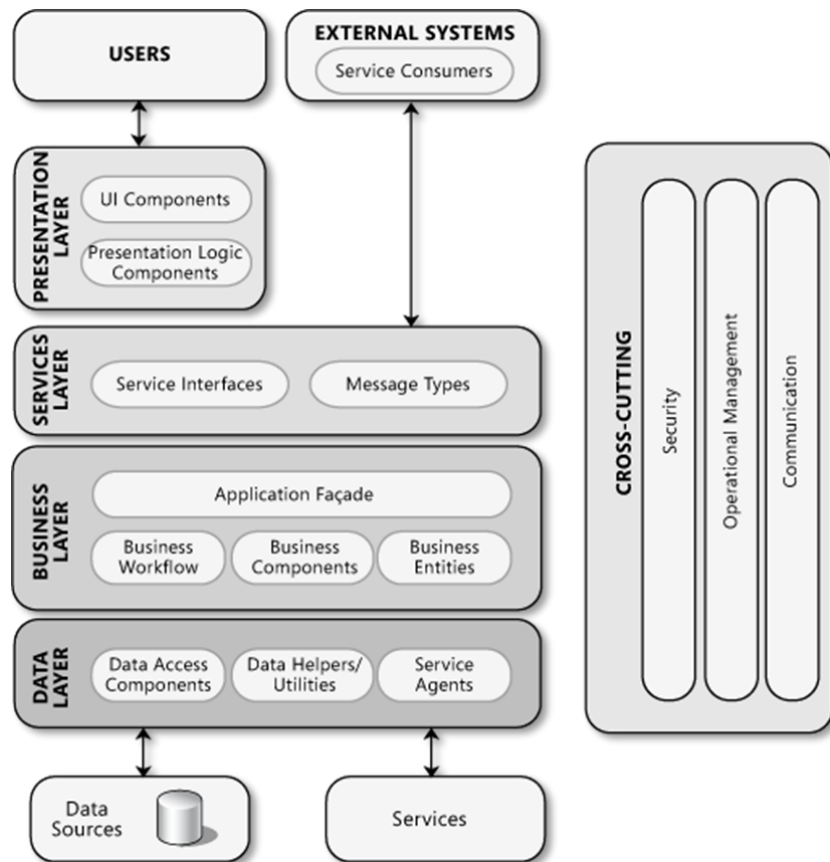 USERS
EXTERNAL SYSTEMS
Service Consumers
PRESENTATION
LAYER
UI Components
Presentation Logic
Components
SERVICES
LAYER
Service Interfaces
Message Types
BUSINESS
LAYER
Application Façade
Business
Workflow
Business
Components
Business
Entities
DATA
LAYER
Data Access
Components
Data Helpers/
Utilities
Service
Agents
Data
Sources
Services
CROSS-CUTTING
Security
Operational Management
Communication